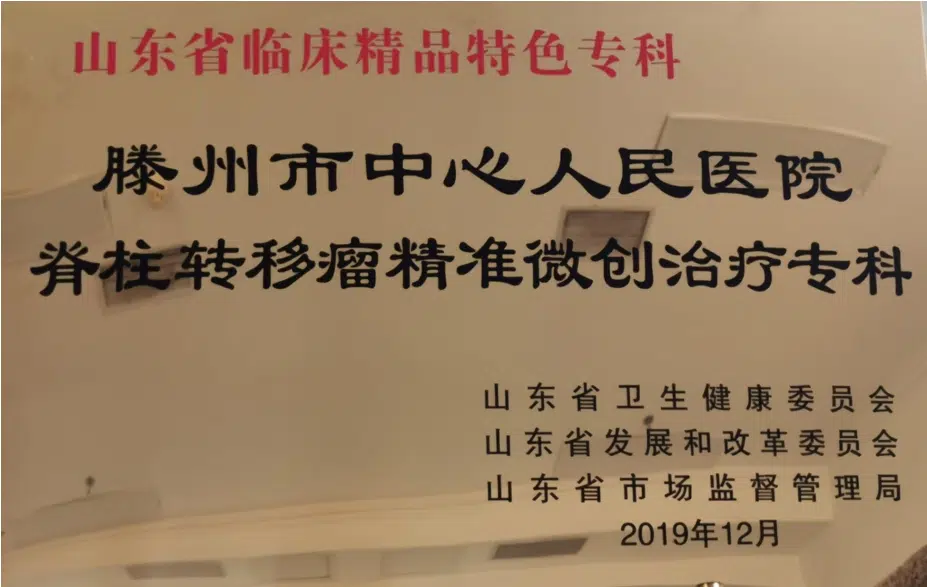 山东省临床精品特色专科
滕州市中心人民医院
脊柱转移瘤精准微创治疗专科
山东省卫生健康委员会
山东省发展和改革委员会
山东省市场监督管理局
2019年12月